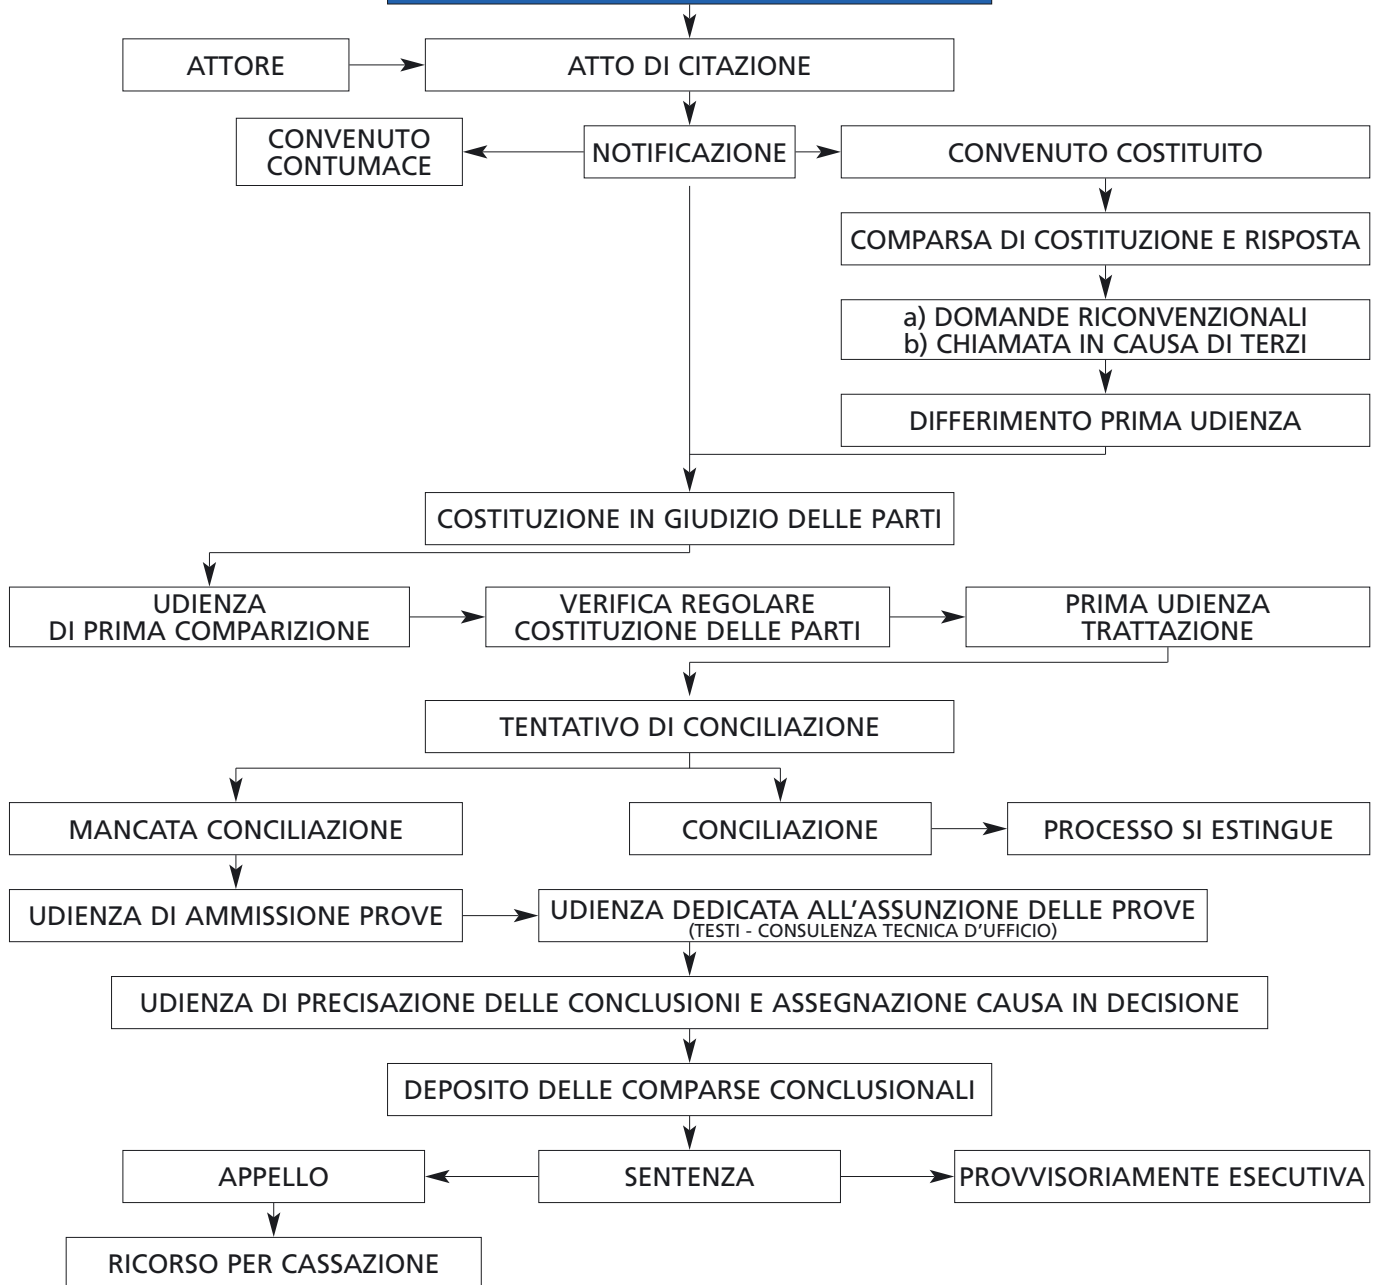 ATTORE
ATTO DI CITAZIONE
CONVENUTO
CONTUMACE
NOTIFICAZIONE
CONVENUTO COSTITUITO
COMPARSA DI COSTITUZIONE E RISPOSTA
a) DOMANDE RICONVENZIONALI
b) CHIAMATA IN CAUSA DI TERZI
DIFFERIMENTO PRIMA UDIENZA
COSTITUZIONE IN GIUDIZIO DELLE PARTI
UDIENZA
DI PRIMA COMPARIZIONE
VERIFICA REGOLARE
COSTITUZIONE DELLE PARTI
PRIMA UDIENZA
TRATTAZIONE
TENTATIVO DI CONCILIAZIONE
MANCATA CONCILIAZIONE
CONCILIAZIONE
PROCESSO SI ESTINGUE
UDIENZA DI AMMISSIONE PROVE
UDIENZA DEDICATA ALL'ASSUNZIONE DELLE PROVE
(TESTI - CONSULENZA TECNICA D'UFFICIO)
UDIENZA DI PRECISAZIONE DELLE CONCLUSIONI E ASSEGNAZIONE CAUSA IN DECISIONE
DEPOSITO DELLE COMPARSE CONCLUSIONALI
APPELLO
SENTENZA
PROVVISORIAMENTE ESECUTIVA
RICORSO PER CASSAZIONE